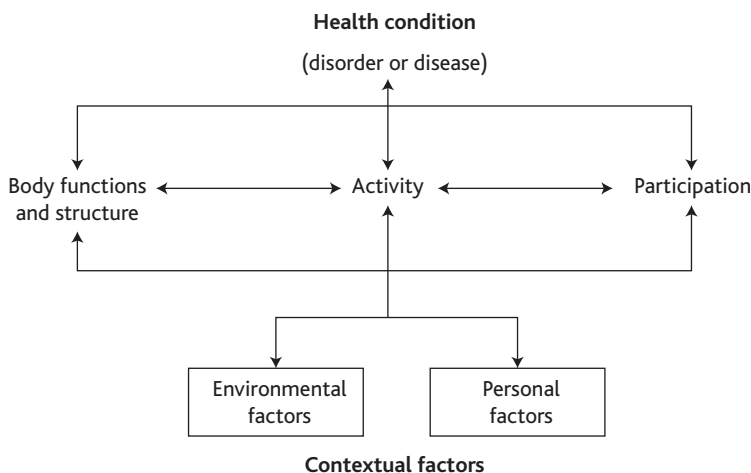 Health condition
(disorder or disease)
Body functions
and structure
Activity
Participation
Environmental
factors
Personal
factors
Contextual factors